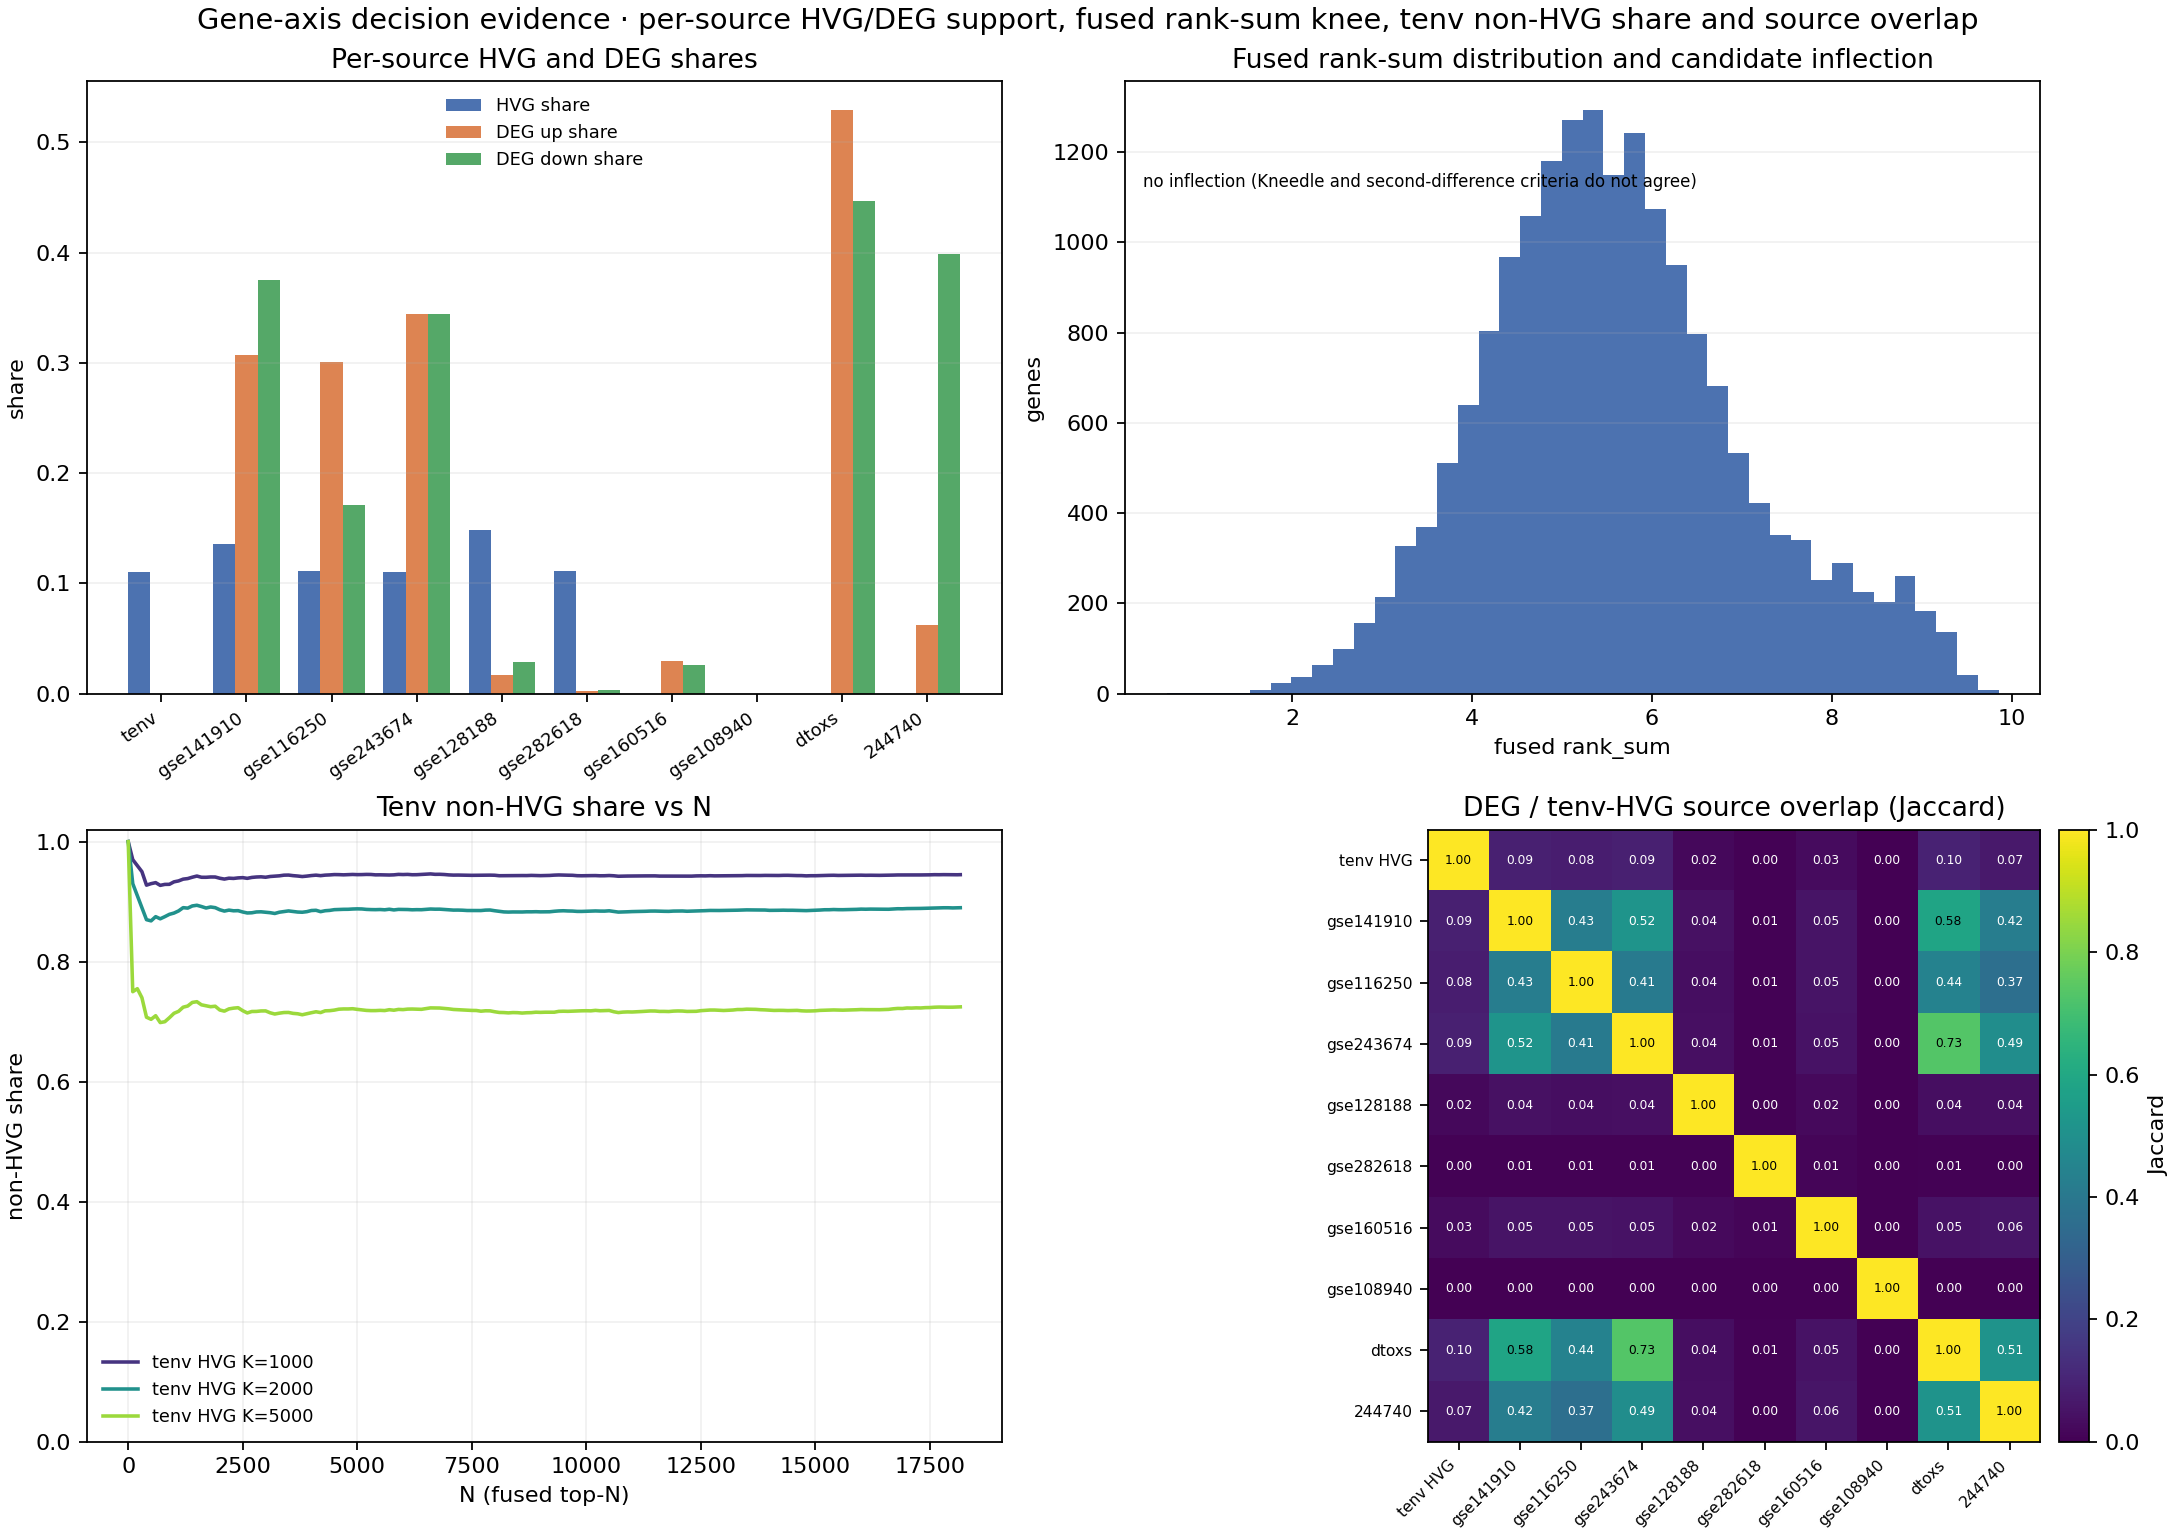 Gene-axis decision evidence · per-source HVG/DEG support, fused rank-sum knee, tenv non-HVG share and source overlap
Per-source HVG and DEG shares
HVG share
DEG up share
DEG down share
share
0.5
0.4
0.3
0.2
0.1
0.0
tenv
gse141910
gse116250
gse243674
gse128188
gse282618
gse160516
gse108940
dtoxs
244740
Fused rank-sum distribution and candidate inflection
no inflection (Kneedle and second-difference criteria do not agree)
genes
1200
1000
800
600
400
200
0
2 4 6 8 10
fused rank_sum
Tenv non-HVG share vs N
non-HVG share
1.0
0.8
0.6
0.4
0.2
0.0
tenv HVG K=1000
tenv HVG K=2000
tenv HVG K=5000
0 2500 5000 7500 10000 12500 15000 17500
N (fused top-N)
DEG / tenv-HVG source overlap (Jaccard)
tenv HVG 1.00 0.09 0.08 0.09 0.02 0.00 0.03 0.00 0.10 0.07
gse141910 0.09 1.00 0.43 0.52 0.04 0.01 0.05 0.00 0.58 0.42
gse116250 0.08 0.43 1.00 0.41 0.04 0.01 0.05 0.00 0.44 0.37
gse243674 0.09 0.52 0.41 1.00 0.04 0.01 0.05 0.00 0.73 0.49
gse128188 0.02 0.04 0.04 0.04 1.00 0.00 0.02 0.00 0.04 0.04
gse282618 0.00 0.01 0.01 0.01 0.00 1.00 0.01 0.00 0.01 0.00
gse160516 0.03 0.05 0.05 0.05 0.02 0.01 1.00 0.00 0.05 0.06
gse108940 0.00 0.00 0.00 0.00 0.00 0.00 0.00 1.00 0.00 0.00
dtoxs 0.10 0.58 0.44 0.73 0.04 0.01 0.05 0.00 1.00 0.51
244740 0.07 0.42 0.37 0.49 0.04 0.00 0.06 0.00 0.51 1.00
tenv HVG
gse141910
gse116250
gse243674
gse128188
gse282618
gse160516
gse108940
dtoxs
244740
1.0
0.8
0.6
0.4
0.2
0.0
Jaccard